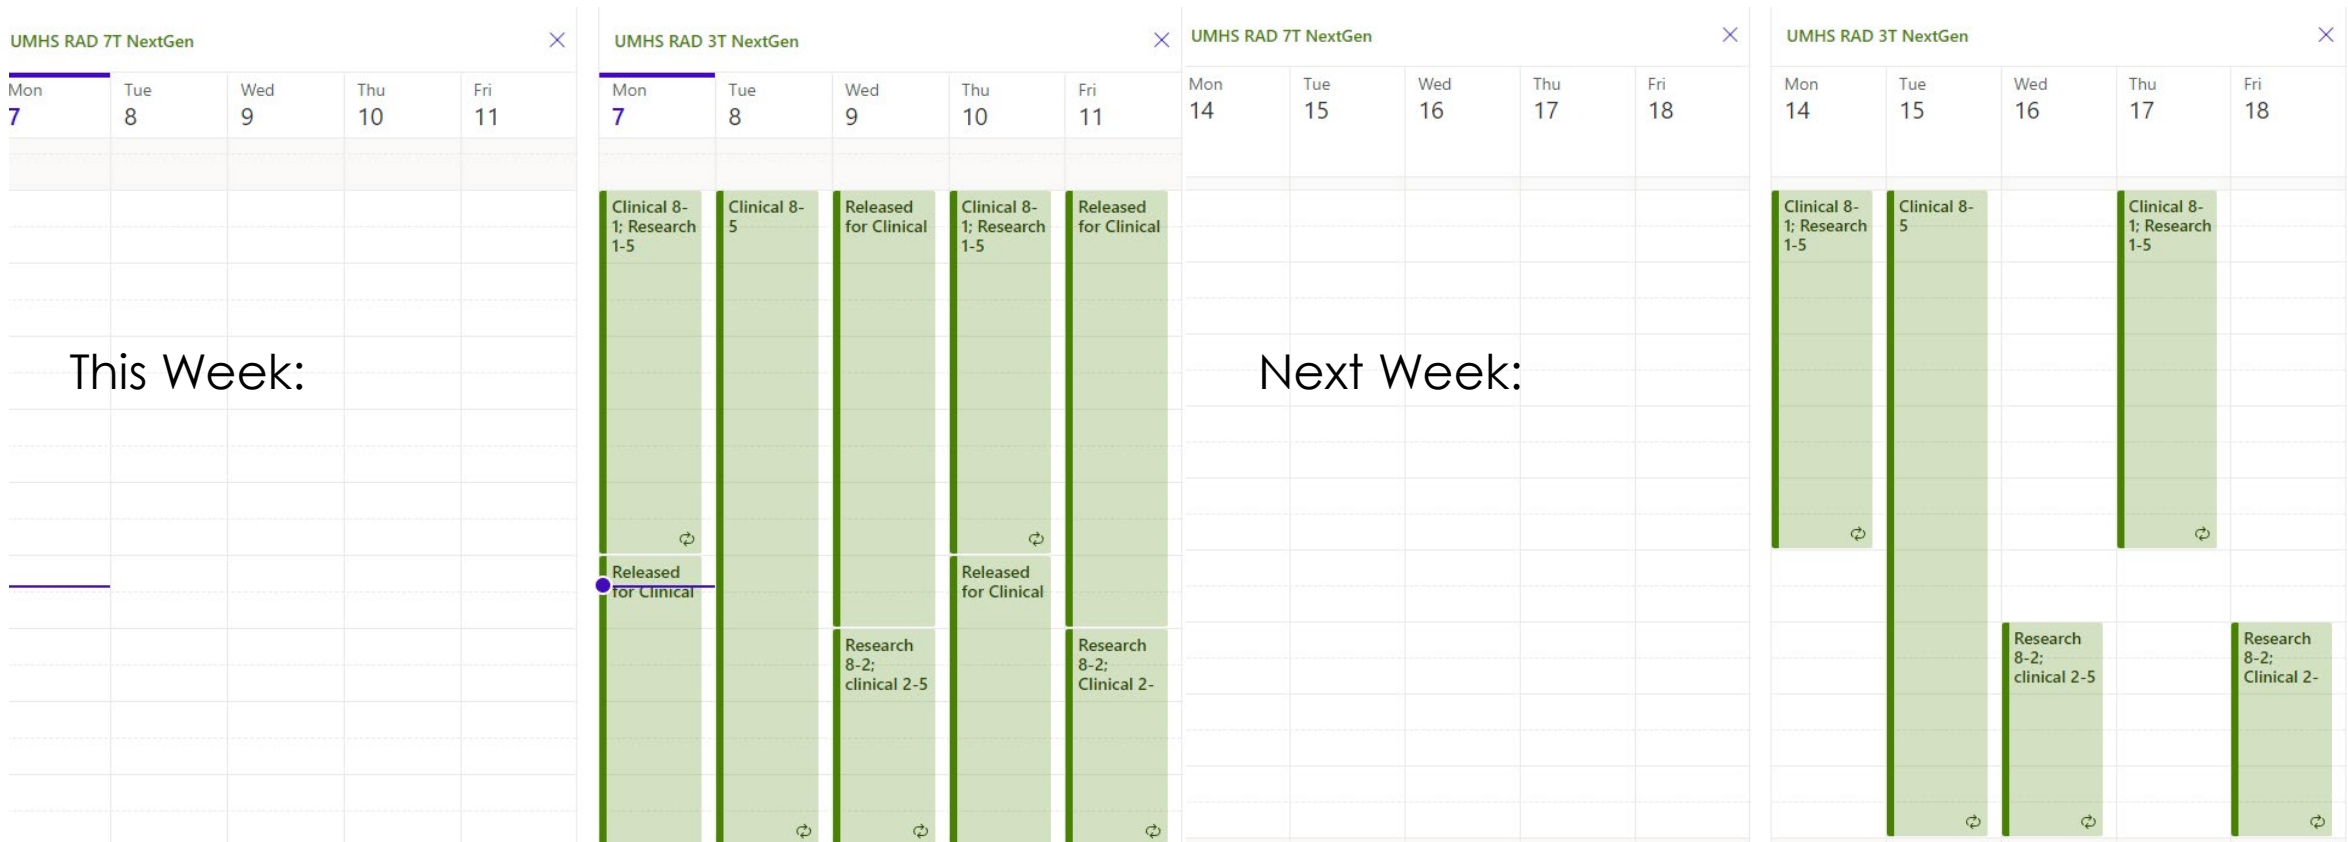 UMHS RAD 7T NextGen
Mon
7
Tue
8
Wed
9
Thu
10
Fri
11
This Week:
UMHS RAD 3T NextGen
Mon
7
Tue
8
Wed
9
Thu
10
Fri
11
Clinical 8-
1; Research
1-5
Released
for Clinical
Clinical 8-
5
Released
for Clinical
Research
8-2;
clinical 2-5
Clinical 8-
1; Research
1-5
Released
for Clinical
Released
for Clinical
Research
8-2;
Clinical 2-
UMHS RAD 7T NextGen
Mon
14
Tue
15
Wed
16
Thu
17
Fri
18
Next Week:
UMHS RAD 3T NextGen
Mon
14
Tue
15
Wed
16
Thu
17
Fri
18
Clinical 8-
1; Research
1-5
Clinical 8-
5
Research
8-2;
clinical 2-5
Clinical 8-
1; Research
1-5
Research
8-2;
Clinical 2-